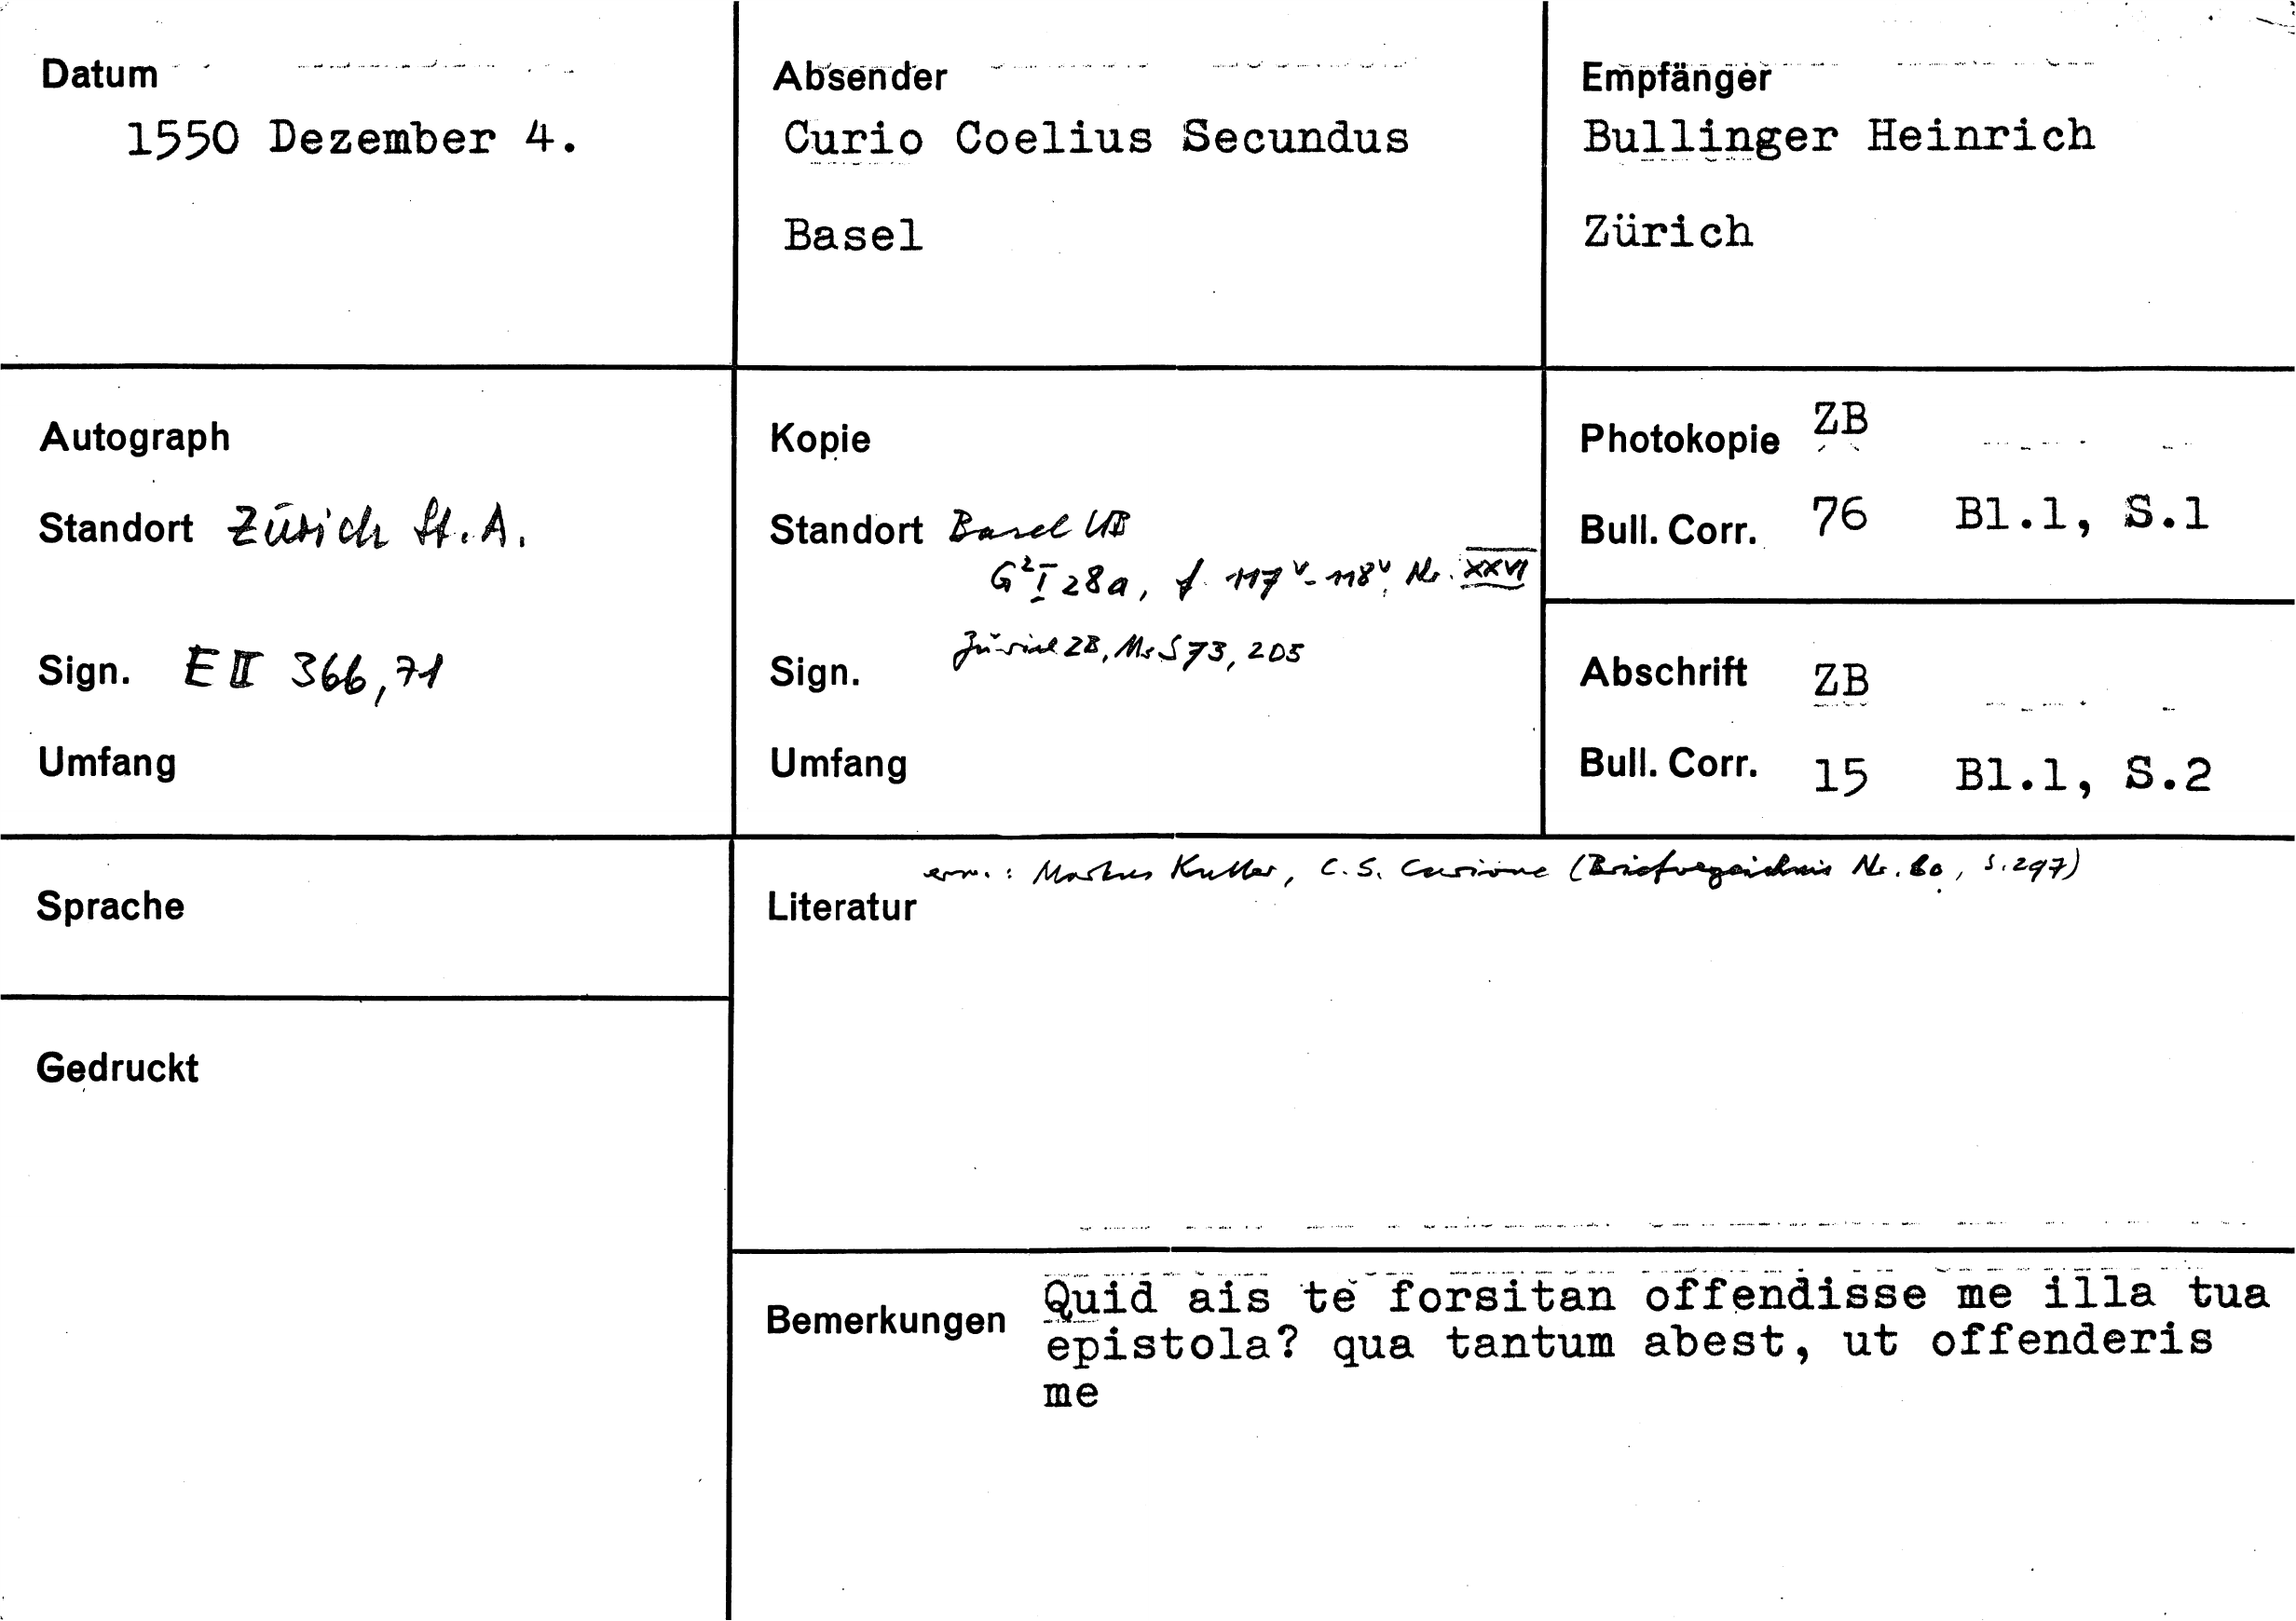 Datum
1550 Dezember 4.
Absender
Curio Coelius Secundus
Basel
Empfänger
Bullinger Heinrich
Zürich
Autograph
Standort Zürich St.A.
Sign. E II 366,71
Umfang
Kopie
Standort Basel UB
G² I 28a, f. 117v-118v, Nr. XXVI
Zürich ZB, Ms S 73, 205
Sign.
Umfang
Photokopie ZB
Bull. Corr. 76 Bl.1, S.1
Abschrift ZB
Bull. Corr. 15 Bl.1, S.2
Sprache
Gedruckt
erw.: Markus Kutter, C. S. Curione (Briefverzeichnis Nr. 60, S. 297)
Literatur
Bemerkungen Quid ais te forsitan offendisse me illa tua
epistola? qua tantum abest, ut offenderis
me